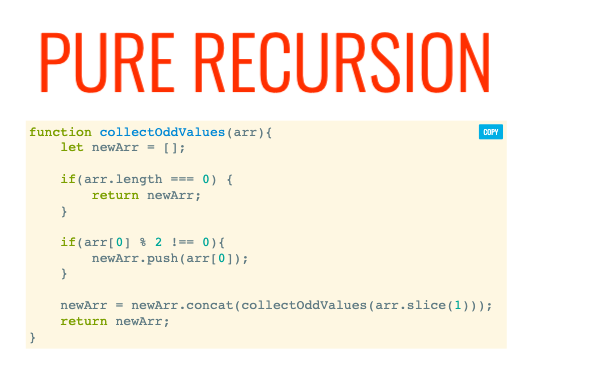 PURE RECURSION
function collectOddValues(arr){
COPY
    let newArr = [];
    if(arr.length === 0) {
        return newArr;
    }
    if(arr[0] % 2 !== 0){
        newArr.push(arr[0]);
    }
    newArr = newArr.concat(collectOddValues(arr.slice(1)));
    return newArr;
}